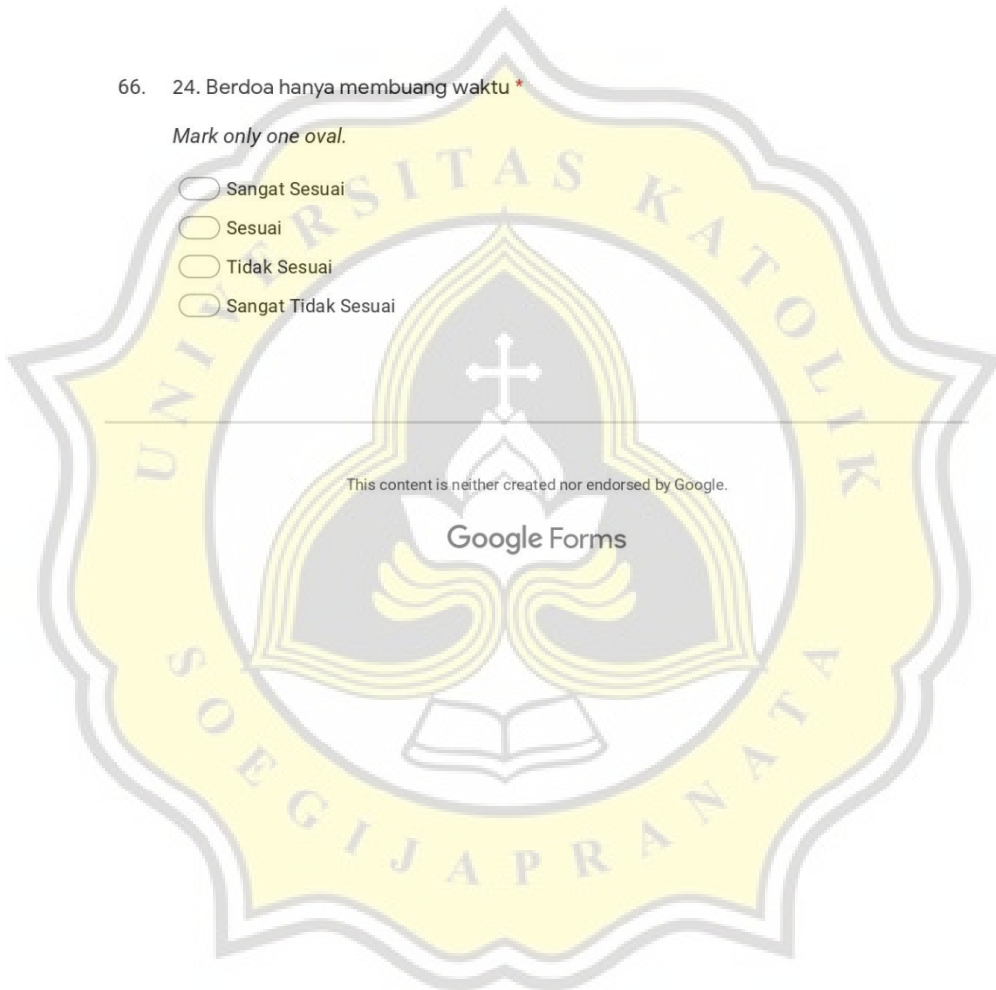 66. 24. Berdoa hanya membuang waktu *
Mark only one oval.
Sangat Sesuai
Sesuai
Tidak Sesuai
Sangat Tidak Sesuai
This content is neither created nor endorsed by Google.
Google Forms
UNIVERSITAS KATOLIK
SOEGIJAPRANATA